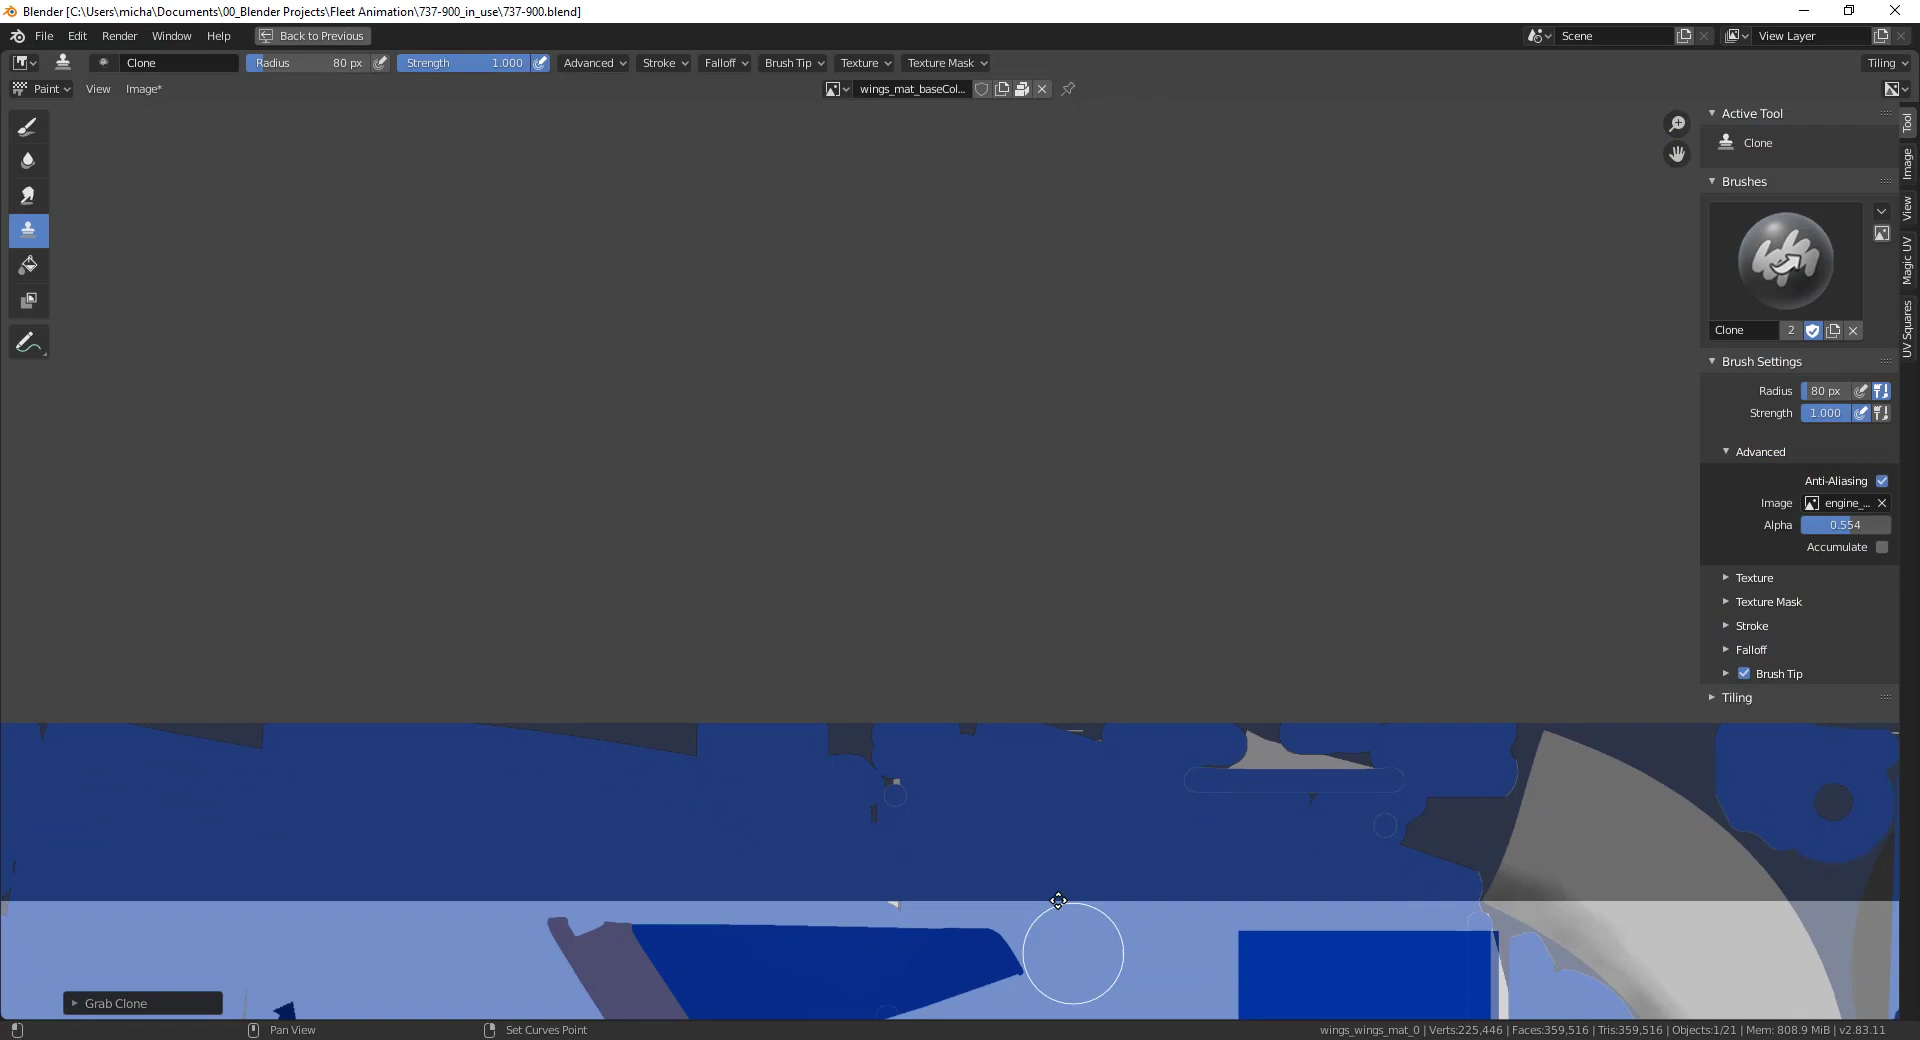 Blender [C:\Users\micha\Documents\00_Blender Projects\Fleet Animation\737-900_in_use\737-900.blend]
File Edit Render Window Help Back to Previous Scene View Layer
Clone Radius 80 px Strength 1.000 Advanced Stroke Falloff Brush Tip Texture Texture Mask Tiling
Paint View Image* wings_mat_baseCol...
Active Tool
Clone
Brushes
Clone 2
Brush Settings
Radius 80 px
Strength 1.000
Advanced
Anti-Aliasing
Image engine_...
Alpha 0.554
Accumulate
Texture
Texture Mask
Stroke
Falloff
Brush Tip
Tiling
Tool
Image
View
Magic UV
UV Squares
Grab Clone
Pan View Set Curves Point wings_wings_mat_0 | Verts:225,446 | Faces:359,516 | Tris:359,516 | Objects:1/21 | Mem: 808.9 MiB | v2.83.11